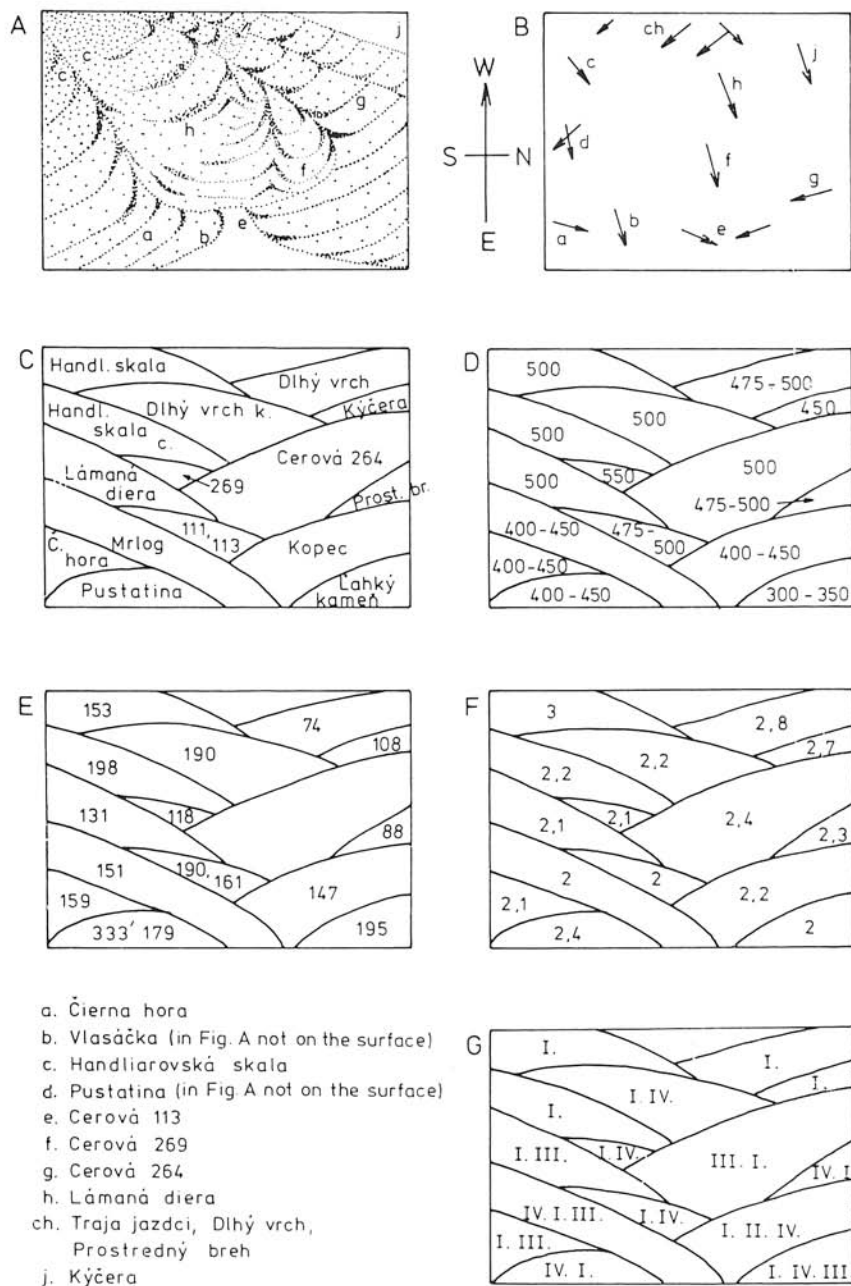 A
j
c
c
c
g
h
f
e
a
b
B
ch
c
j
h
d
f
g
b
e
a
W
S N
E
C
Handl. skala
Dlhý vrch
Handl.
skala c.
Dlhý vrch k.
Kýčera
Cerová 264
Lámaná
diera
269
Prost. br.
111,
113
Č.
hora
Mrlog
Kopec
Pustatina
Ľahký
kameň
D
500
475-500
500
450
500
500
550
500
475-500
400-450
475-
500
400-450
400-450
400-450
300-350
E
153
74
190
108
198
118
131
88
190,
161
151
147
159
333, 179
195
F
3
2,8
2,2
2,7
2,2
2,1
2,4
2,1
2,3
2
2
2,2
2,1
2,4
2
a. Čierna hora
b. Vlasáčka (in Fig. A not on the surface)
c. Handliarovská skala
d. Pustatina (in Fig. A not on the surface)
e. Cerová 113
f. Cerová 269
g. Cerová 264
h. Lámaná diera
ch. Traja jazdci, Dlhý vrch,
Prostredný breh
j. Kýčera
G
I.
I.
I. IV.
I.
I.
I. IV.
III. I.
I. III.
IV. I
IV. I. III.
I. IV.
I. II. IV.
I. III.
IV. I.
I. IV. III